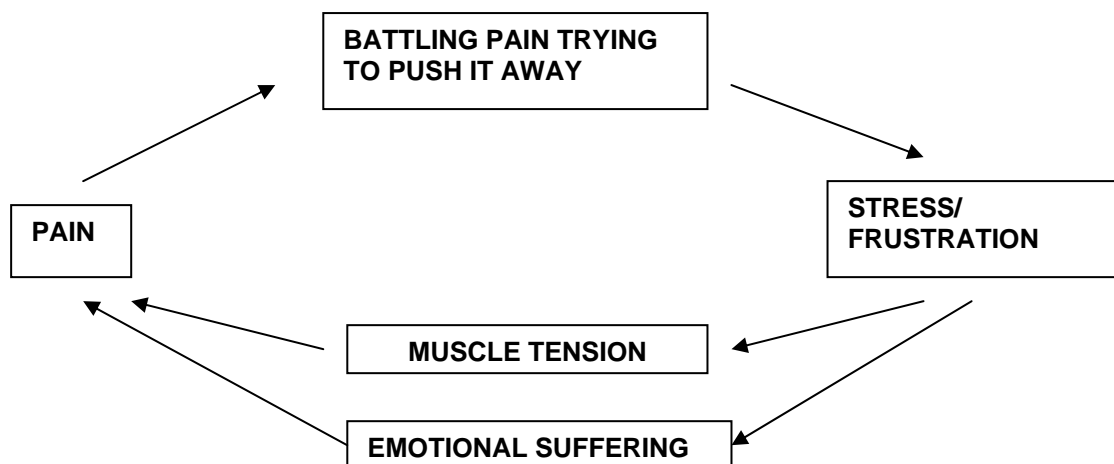 BATTLING PAIN TRYING
TO PUSH IT AWAY
PAIN
STRESS/
FRUSTRATION
MUSCLE TENSION
EMOTIONAL SUFFERING